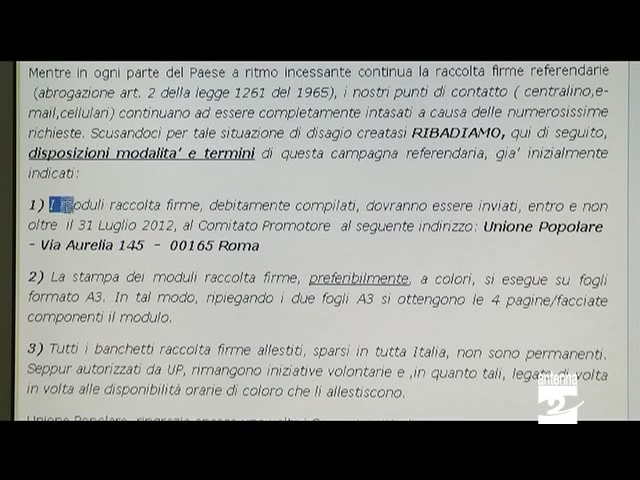 Mentre in ogni parte del Paese a ritmo incessante continua la raccolta firme referendarie
(abrogazione art. 2 della legge 1261 del 1965), i nostri punti di contatto ( centralino,e-
mail,cellulari) continuano ad essere completamente intasati a causa delle numerosissime
richieste. Scusandoci per tale situazione di disagio creatasi RIBADIAMO, qui di seguito,
disposizioni modalita' e termini di questa campagna referendaria, gia' inizialmente
indicati:
1) I moduli raccolta firme, debitamente compilati, dovranno essere inviati, entro e non
oltre il 31 Luglio 2012, al Comitato Promotore al seguente indirizzo: Unione Popolare
- Via Aurelia 145 - 00165 Roma
2) La stampa dei moduli raccolta firme, preferibilmente, a colori, si esegue su fogli
formato A3. In tal modo, ripiegando i due fogli A3 si ottengono le 4 pagine/facciate
componenti il modulo.
3) Tutti i banchetti raccolta firme allestiti, sparsi in tutta Italia, non sono permanenti.
Seppur autorizzati da UP, rimangono iniziative volontarie e ,in quanto tali, legate di volta
in volta alle disponibilità orarie di coloro che li allestiscono.
Unione Popolare, ringrazia ancora una volta i
antenna
2